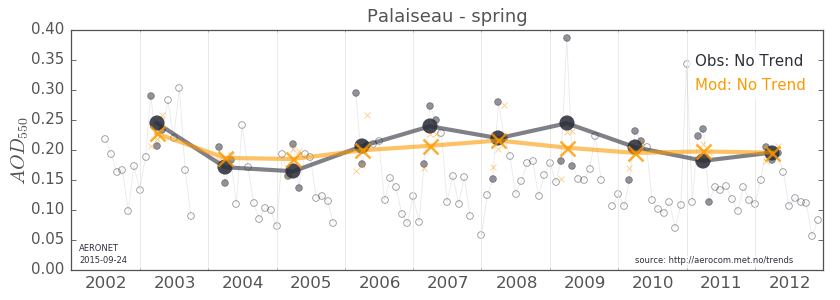 Palaiseau - spring
0.40
0.35
0.30
0.25
0.20
0.15
0.10
0.05
0.00
AOD550
Obs: No Trend
Mod: No Trend
AERONET
2015-09-24
source: http://aerocom.met.no/trends
2002 2003 2004 2005 2006 2007 2008 2009 2010 2011 2012